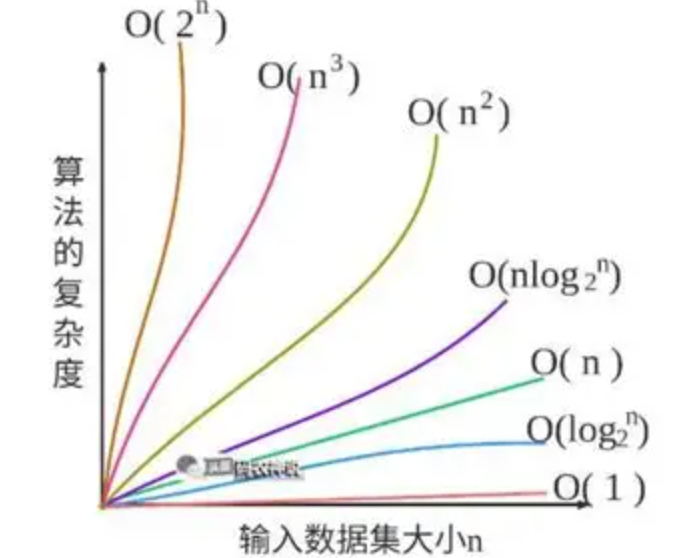 O( 2ⁿ )
O( n³ )
O( n² )
算法的复杂度
O(nlog₂ⁿ)
O( n )
O(log₂ⁿ)
O( 1 )
输入数据集大小n